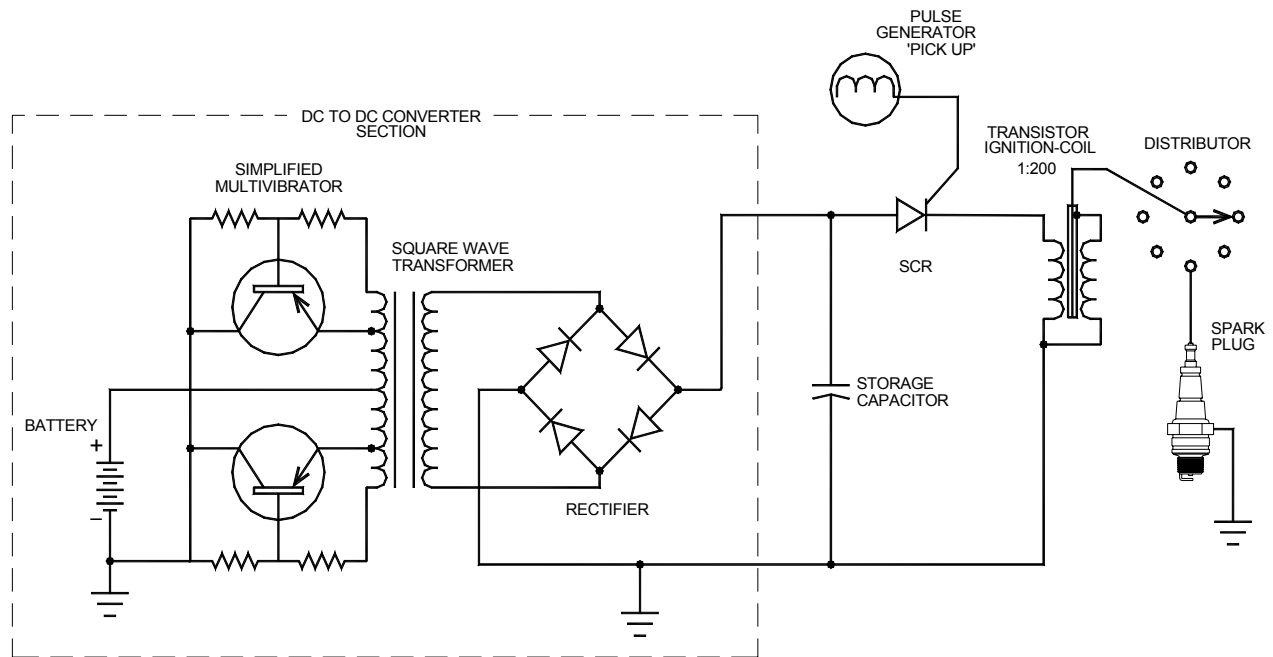 PULSE
GENERATOR
'PICK UP'
DC TO DC CONVERTER
SECTION
SIMPLIFIED
MULTIVIBRATOR
TRANSISTOR
IGNITION-COIL
1:200
DISTRIBUTOR
SQUARE WAVE
TRANSFORMER
SCR
SPARK
PLUG
STORAGE
CAPACITOR
BATTERY
+
–
RECTIFIER